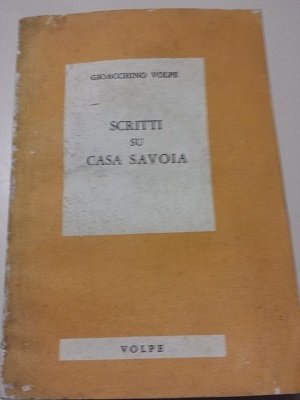 GIOACCHINO VOLPE
SCRITTI
SU
CASA SAVOIA
VOLPE